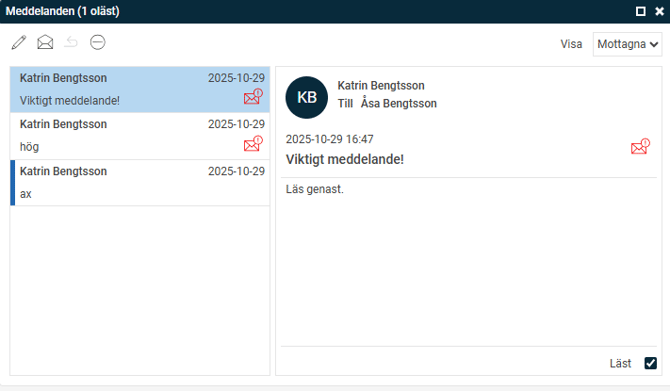 Meddelanden (1 oläst)
Visa Mottagna
Katrin Bengtsson 2025-10-29
Viktigt meddelande!
Katrin Bengtsson 2025-10-29
hög
Katrin Bengtsson 2025-10-29
ax
KB
Katrin Bengtsson
Till Åsa Bengtsson
2025-10-29 16:47
Viktigt meddelande!
Läs genast.
Läst